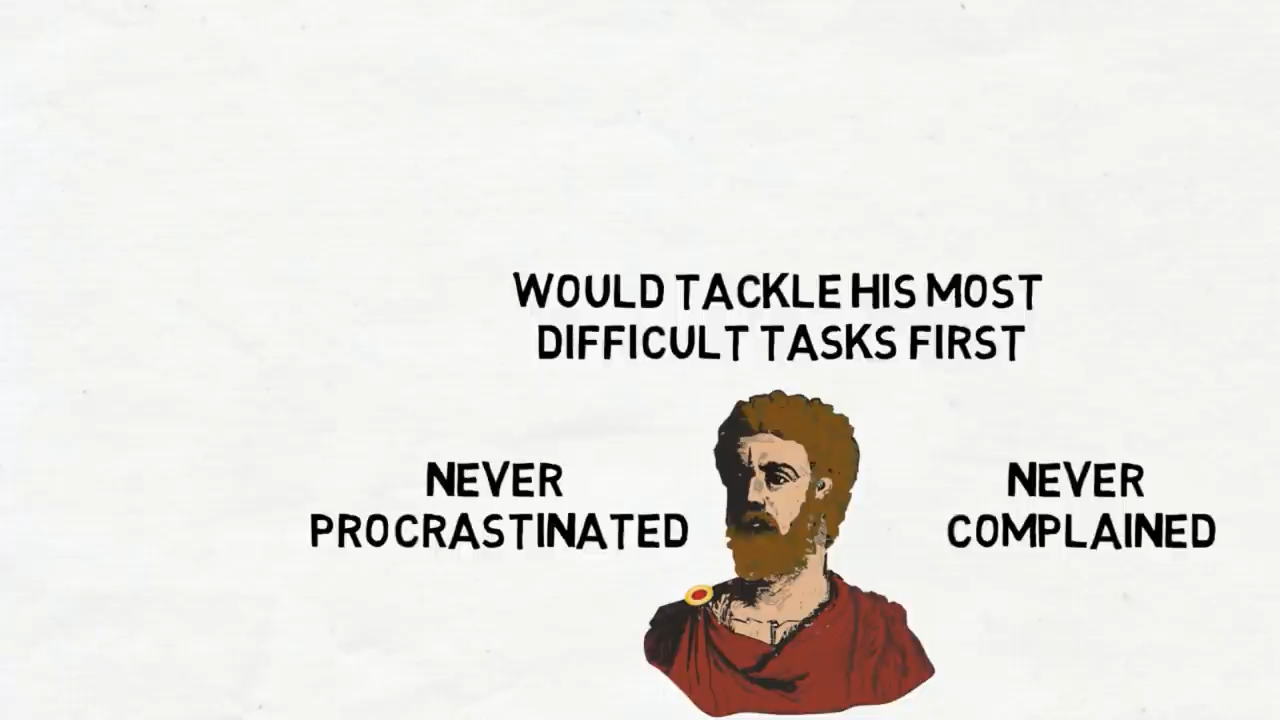 WOULD TACKLE HIS MOST
DIFFICULT TASKS FIRST
NEVER
PROCRASTINATED
NEVER
COMPLAINED